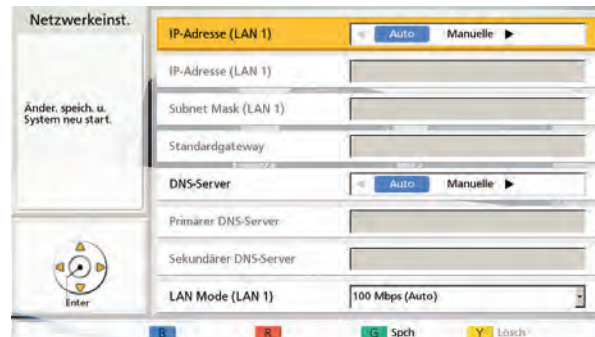 Netzwerkeinst.
Änder. speich. u.
System neu start.
IP-Adresse (LAN 1) Auto Manuelle
IP-Adresse (LAN 1)
Subnet Mask (LAN 1)
Standardgateway
DNS-Server Auto Manuelle
Primärer DNS-Server
Sekundärer DNS-Server
LAN Mode (LAN 1) 100 Mbps (Auto)
Enter
B R G Spch Y Lösch.